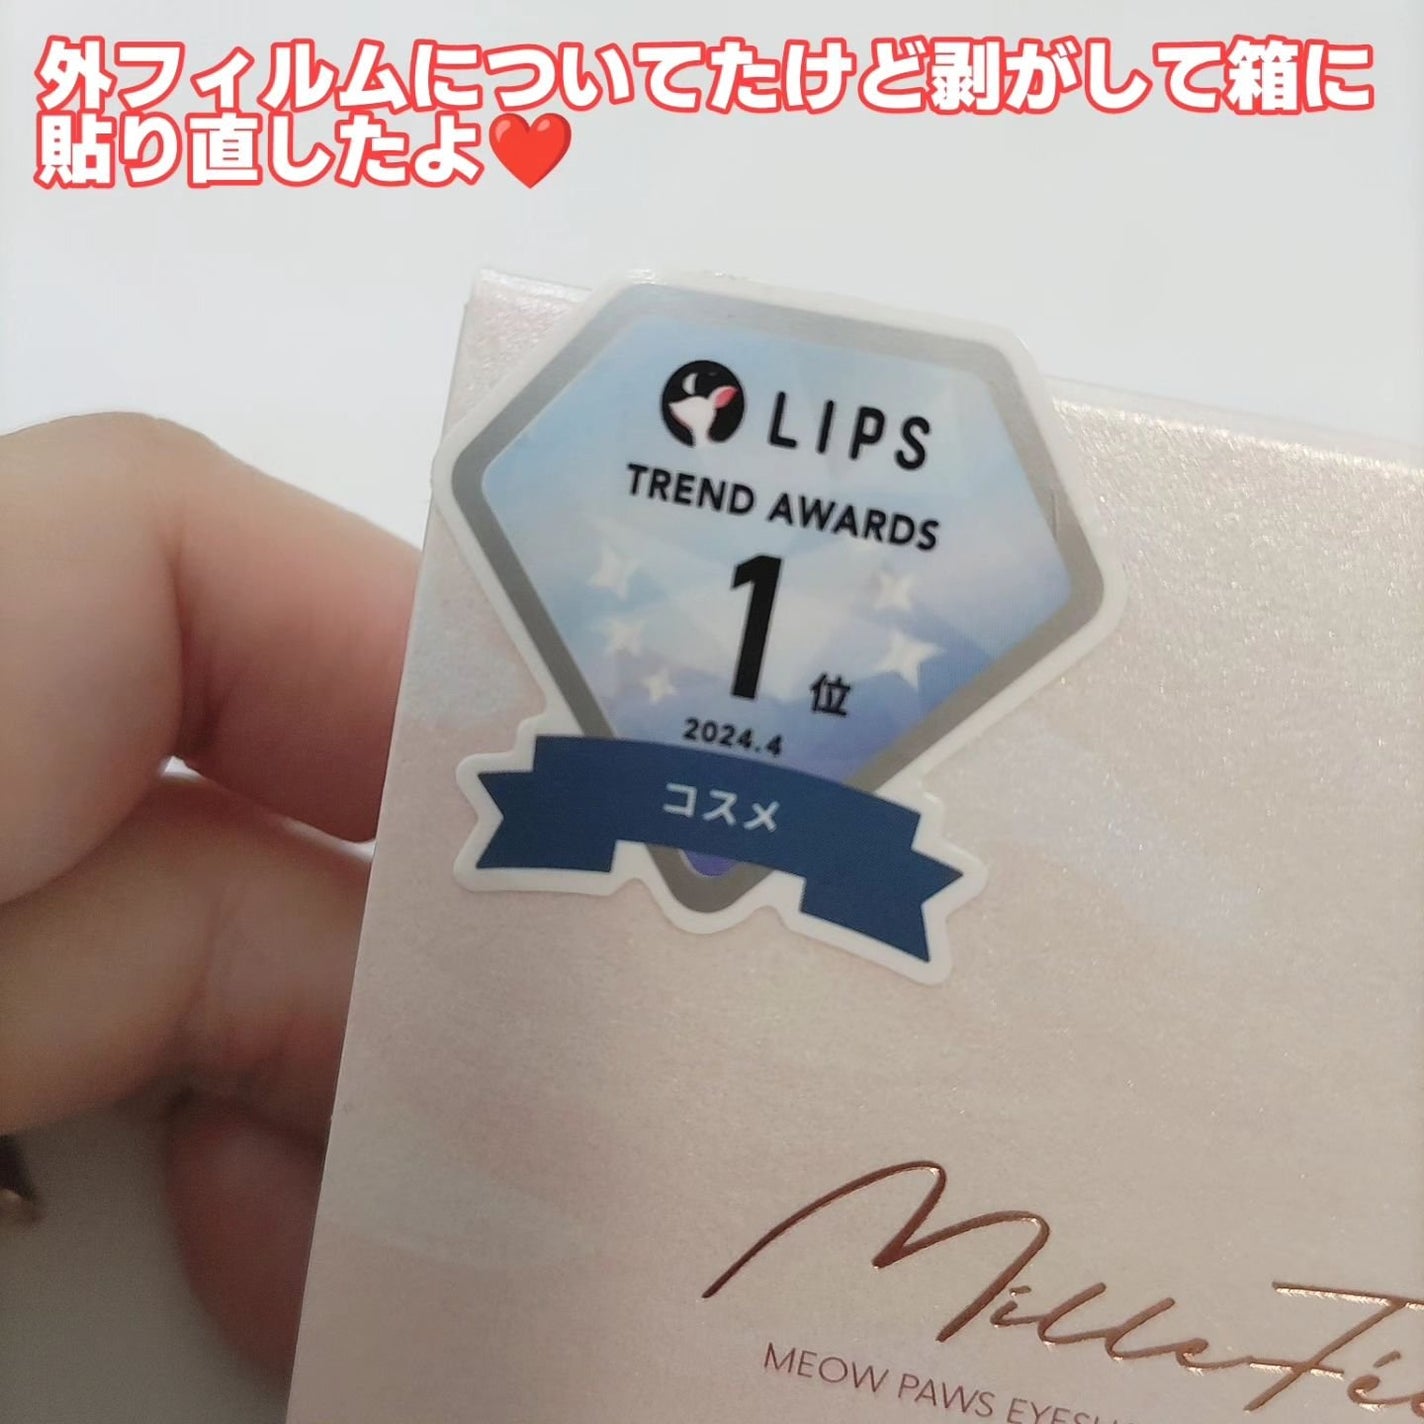 外フィルムについてたけど剥がして箱に
貼り直したよ❤️
LIPS
TREND AWARDS
1位
2024.4
コスメ
MilleFé
MEOW PAWS